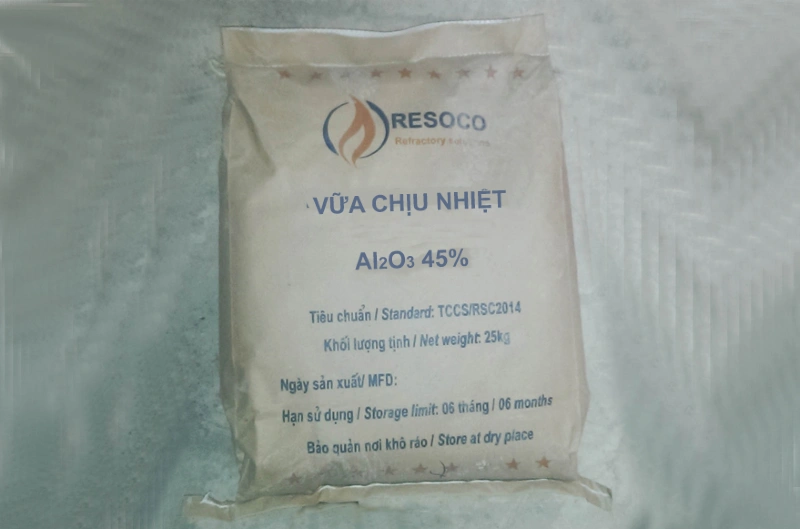 RESOCO
Refractory solutions
VỮA CHỊU NHIỆT
Al₂O₃ 45%
Tiêu chuẩn / Standard: TCCS/RSC2014
Khối lượng tịnh / Net weight: 25kg
Ngày sản xuất/ MFD:
Hạn sử dụng / Storage limit: 06 tháng / 06 months
Bảo quản nơi khô ráo / Store at dry place